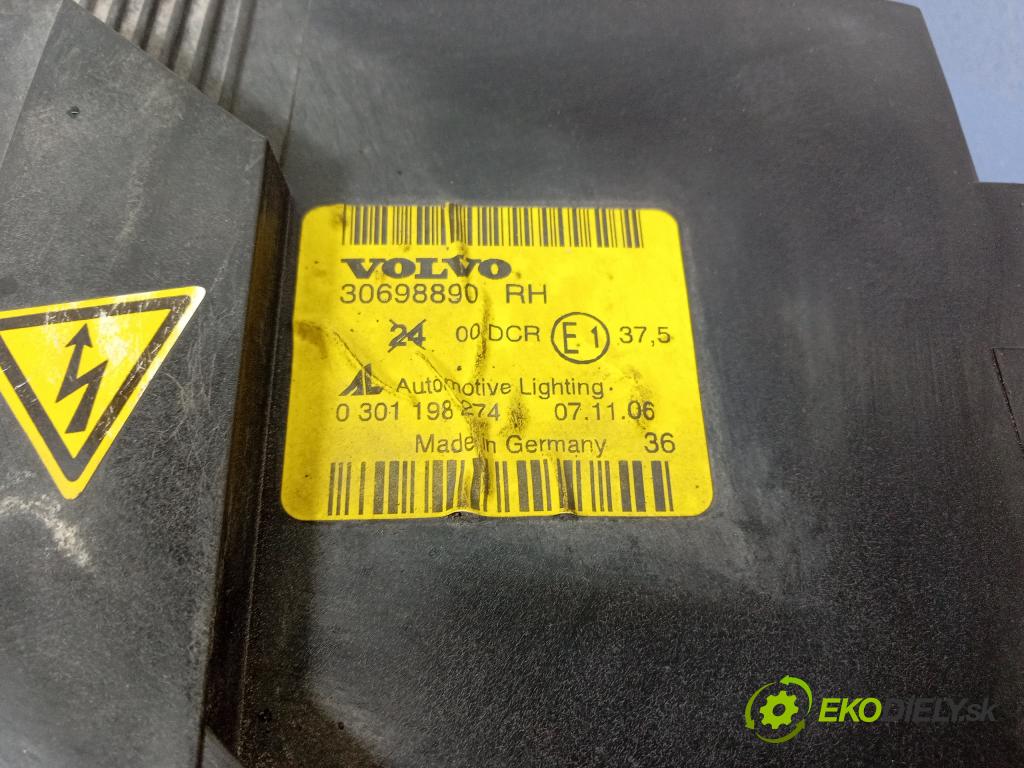 VOLVO
30698890 RH
24 00 DCR E 1 37,5
AL Automotive Lighting
0 301 198 274 07.11.06
Made in Germany 36
EKODIELY.sk